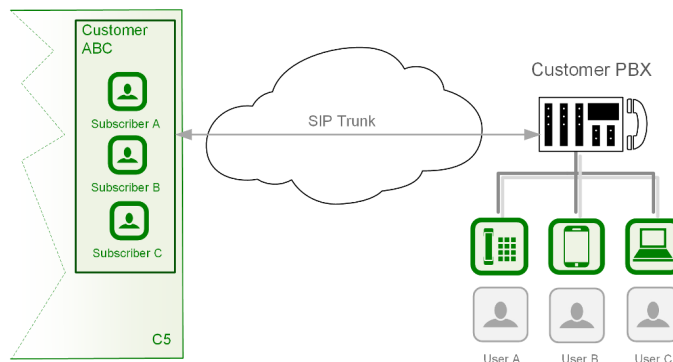 Customer
ABC
Subscriber A
Subscriber B
Subscriber C
C5
SIP Trunk
Customer PBX
User A
User B
User C